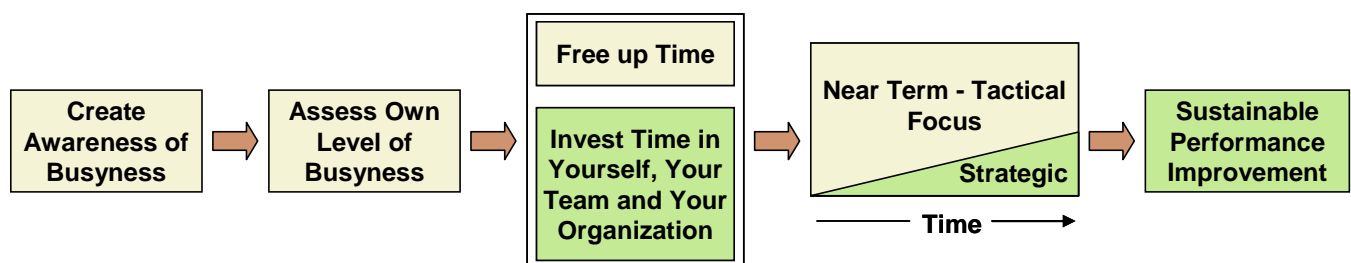 Create
Awareness of
Busyness
Assess Own
Level of
Busyness
Free up Time
Invest Time in
Yourself, Your
Team and Your
Organization
Near Term - Tactical
Focus
Strategic
Time
Sustainable
Performance
Improvement